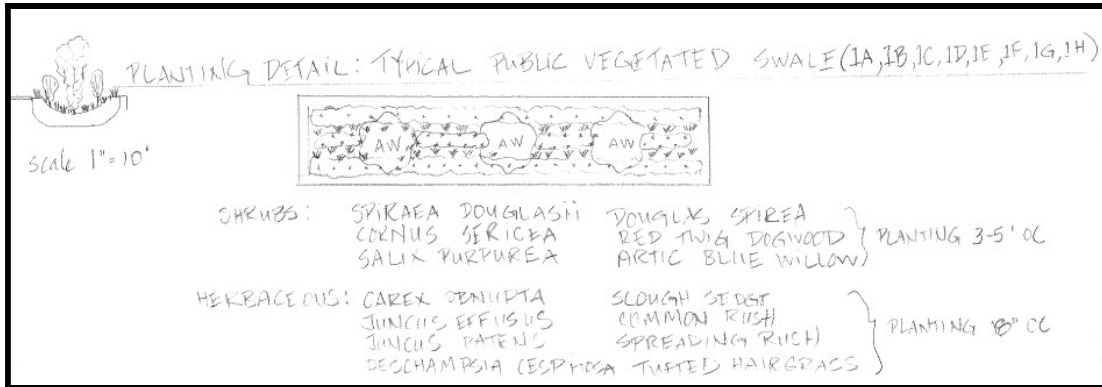 PLANTING DETAIL: TYPICAL PUBLIC VEGETATED SWALE (1A,1B,1C,1D,1E,1F,1G,1H)
scale 1"=10'
AW AW AW
SHRUBS: SPIRAEA DOUGLASII DOUGLAS SPIREA
CORNUS SERICEA RED TWIG DOGWOOD
SALIX PURPUREA ARTIC BLUE WILLOW
PLANTING 3-5' OC
HERBACEOUS: CAREX OBNUPTA SLOUGH SEDGE
JUNCUS EFFUSUS COMMON RUSH
JUNCUS PATENS SPREADING RUSH
DESCHAMPSIA CESPITOSA TUFTED HAIRGRASS
PLANTING OC